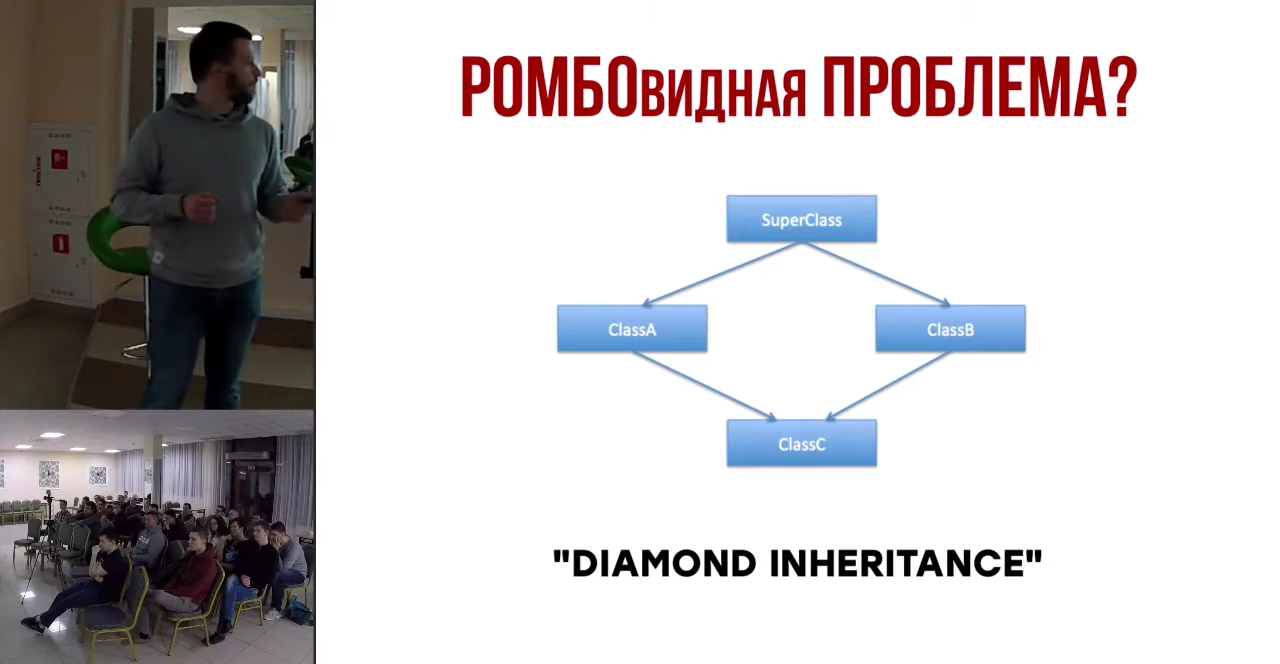 РОМБОВИДНАЯ ПРОБЛЕМА?
SuperClass
ClassA
ClassB
ClassC
"DIAMOND INHERITANCE"